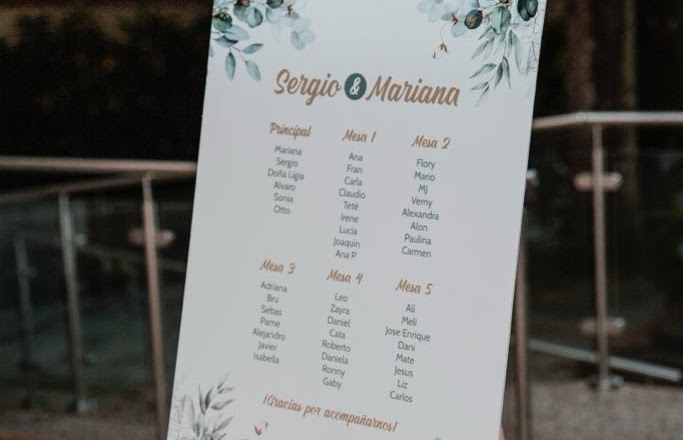 Sergio & Mariana
Principal
Mariana
Sergio
Doña Ligia
Alvaro
Sonia
Otto
Mesa 1
Ana
Fran
Carla
Claudio
Teté
Irene
Lucia
Joaquin
Ana P
Mesa 2
Flory
Mario
MJ
Verny
Alexandra
Alon
Paulina
Carmen
Mesa 3
Adriana
Bru
Sebas
Pame
Alejandro
Javier
Isabella
Mesa 4
Leo
Zayra
Daniel
Cata
Roberto
Daniela
Ronny
Gaby
Mesa 5
Ali
Meli
Jose Enrique
Dani
Mate
Jesus
Liz
Carlos
¡Gracias por acompañarnos!